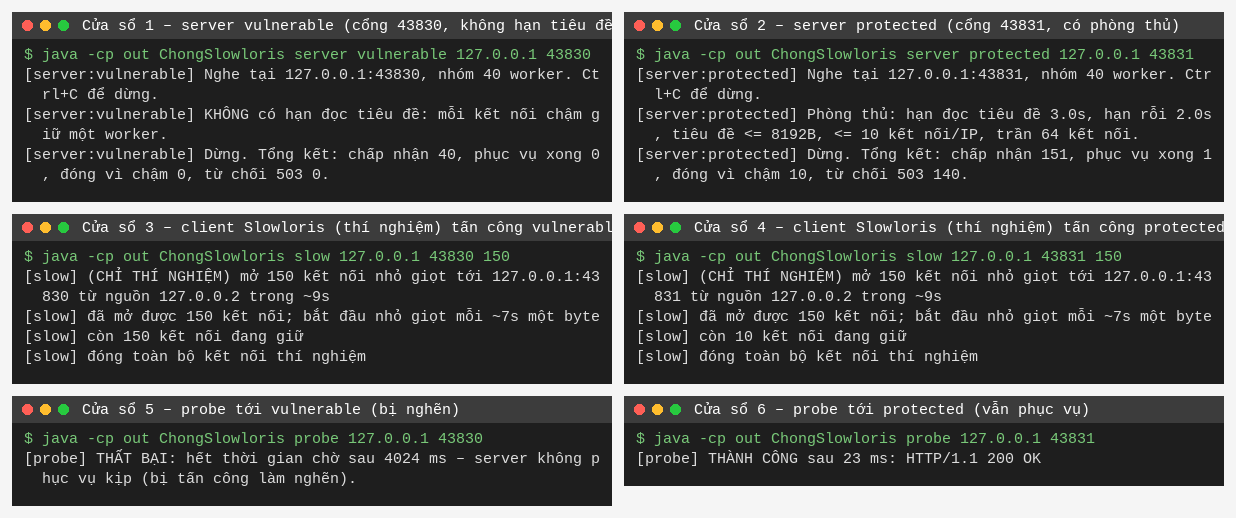 Cửa sổ 1 – server vulnerable (cổng 43830, không hạn tiêu đề
$ java -cp out ChongSlowloris server vulnerable 127.0.0.1 43830
[server:vulnerable] Nghe tại 127.0.0.1:43830, nhóm 40 worker. Ct
rl+C để dừng.
[server:vulnerable] KHÔNG có hạn đọc tiêu đề: mỗi kết nối chậm g
iữ một worker.
[server:vulnerable] Dừng. Tổng kết: chấp nhận 40, phục vụ xong 0
, đóng vì chậm 0, từ chối 503 0.
Cửa sổ 2 – server protected (cổng 43831, có phòng thủ)
$ java -cp out ChongSlowloris server protected 127.0.0.1 43831
[server:protected] Nghe tại 127.0.0.1:43831, nhóm 40 worker. Ctr
l+C để dừng.
[server:protected] Phòng thủ: hạn đọc tiêu đề 3.0s, hạn rỗi 2.0s
, tiêu đề <= 8192B, <= 10 kết nối/IP, trần 64 kết nối.
[server:protected] Dừng. Tổng kết: chấp nhận 151, phục vụ xong 1
, đóng vì chậm 10, từ chối 503 140.
Cửa sổ 3 – client Slowloris (thí nghiệm) tấn công vulnerabl
$ java -cp out ChongSlowloris slow 127.0.0.1 43830 150
[slow] (CHỈ THÍ NGHIỆM) mở 150 kết nối nhỏ giọt tới 127.0.0.1:43
830 từ nguồn 127.0.0.2 trong ~9s
[slow] đã mở được 150 kết nối; bắt đầu nhỏ giọt mỗi ~7s một byte
[slow] còn 150 kết nối đang giữ
[slow] đóng toàn bộ kết nối thí nghiệm
Cửa sổ 4 – client Slowloris (thí nghiệm) tấn công protected
$ java -cp out ChongSlowloris slow 127.0.0.1 43831 150
[slow] (CHỈ THÍ NGHIỆM) mở 150 kết nối nhỏ giọt tới 127.0.0.1:43
831 từ nguồn 127.0.0.2 trong ~9s
[slow] đã mở được 150 kết nối; bắt đầu nhỏ giọt mỗi ~7s một byte
[slow] còn 10 kết nối đang giữ
[slow] đóng toàn bộ kết nối thí nghiệm
Cửa sổ 5 – probe tới vulnerable (bị nghẽn)
$ java -cp out ChongSlowloris probe 127.0.0.1 43830
[probe] THẤT BẠI: hết thời gian chờ sau 4024 ms – server không p
hục vụ kịp (bị tấn công làm nghẽn).
Cửa sổ 6 – probe tới protected (vẫn phục vụ)
$ java -cp out ChongSlowloris probe 127.0.0.1 43831
[probe] THÀNH CÔNG sau 23 ms: HTTP/1.1 200 OK